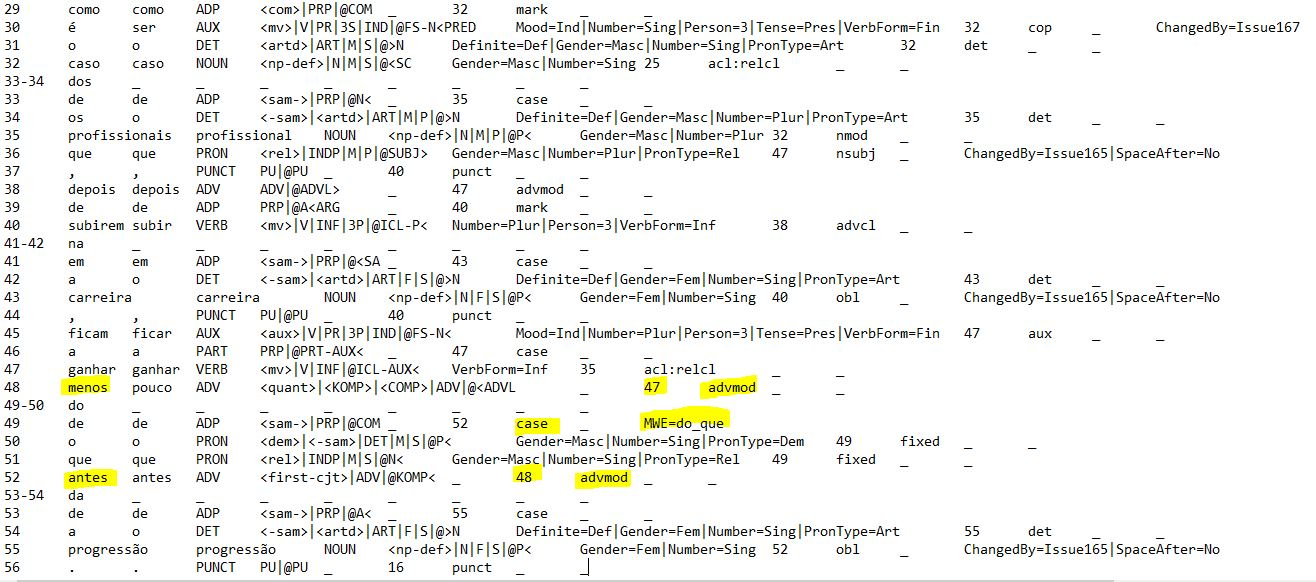 29 como como ADP <com>|PRP|@COM _ 32 mark _ _
30 é ser AUX <mv>|V|PR|3S|IND|@FS-N<PRED Mood=Ind|Number=Sing|Person=3|Tense=Pres|VerbForm=Fin 32 cop _ ChangedBy=Issue167
31 o o DET <artd>|ART|M|S|@>N Definite=Def|Gender=Masc|Number=Sing|PronType=Art 32 det _ _
32 caso caso NOUN <np-def>|N|M|S|@<SC Gender=Masc|Number=Sing 25 acl:relcl _ _
33-34 dos _ _ _ _ _ _ _ _
33 de de ADP <sam->|PRP|@N< _ 35 case _ _
34 os o DET <-sam>|<artd>|ART|M|P|@>N Definite=Def|Gender=Masc|Number=Plur|PronType=Art 35 det _ _
35 profissionais profissional NOUN <np-def>|N|M|P|@P< Gender=Masc|Number=Plur 32 nmod _ _
36 que que PRON <rel>|INDP|M|P|@SUBJ> Gender=Masc|Number=Plur|PronType=Rel 47 nsubj _ ChangedBy=Issue165|SpaceAfter=No
37 , , PUNCT PU|@PU _ 40 punct _ _
38 depois depois ADV ADV|@ADVL> _ 47 advmod _ _
39 de de ADP PRP|@A<ARG _ 40 mark _ _
40 subirem subir VERB <mv>|V|INF|3P|@ICL-P< Number=Plur|Person=3|VerbForm=Inf 38 advcl _ _
41-42 na _ _ _ _ _ _ _ _
41 em em ADP <sam->|PRP|@<SA _ 43 case _ _
42 a o DET <-sam>|<artd>|ART|F|S|@>N Definite=Def|Gender=Fem|Number=Sing|PronType=Art 43 det _ _
43 carreira carreira NOUN <np-def>|N|F|S|@P< Gender=Fem|Number=Sing 40 obl _ ChangedBy=Issue165|SpaceAfter=No
44 , , PUNCT PU|@PU _ 40 punct _ _
45 ficam ficar AUX <aux>|V|PR|3P|IND|@FS-N< Mood=Ind|Number=Plur|Person=3|Tense=Pres|VerbForm=Fin 47 aux _ _
46 a a PART PRP|@PRT-AUX< _ 47 case _ _
47 ganhar ganhar VERB <mv>|V|INF|@ICL-AUX< VerbForm=Inf 35 acl:relcl _ _
48 menos pouco ADV <quant>|<KOMP>|<COMP>|ADV|@<ADVL _ 47 advmod _ _
49-50 do _ _ _ _ _ _ _ _
49 de de ADP <sam->|PRP|@COM _ 52 case _ MWE=do_que
50 o o PRON <dem>|<-sam>|DET|M|S|@P< Gender=Masc|Number=Sing|PronType=Dem 49 fixed _ _
51 que que PRON <rel>|INDP|M|S|@N< Gender=Masc|Number=Sing|PronType=Rel 49 fixed _ _
52 antes antes ADV <first-cjt>|ADV|@KOMP< _ 48 advmod _ _
53-54 da _ _ _ _ _ _ _ _
53 de de ADP <sam->|PRP|@A< _ 55 case _ _
54 a o DET <-sam>|<artd>|ART|F|S|@>N Definite=Def|Gender=Fem|Number=Sing|PronType=Art 55 det _ _
55 progressão progressão NOUN <np-def>|N|F|S|@P< Gender=Fem|Number=Sing 52 obl _ ChangedBy=Issue165|SpaceAfter=No
56 . . PUNCT PU|@PU _ 16 punct _ _